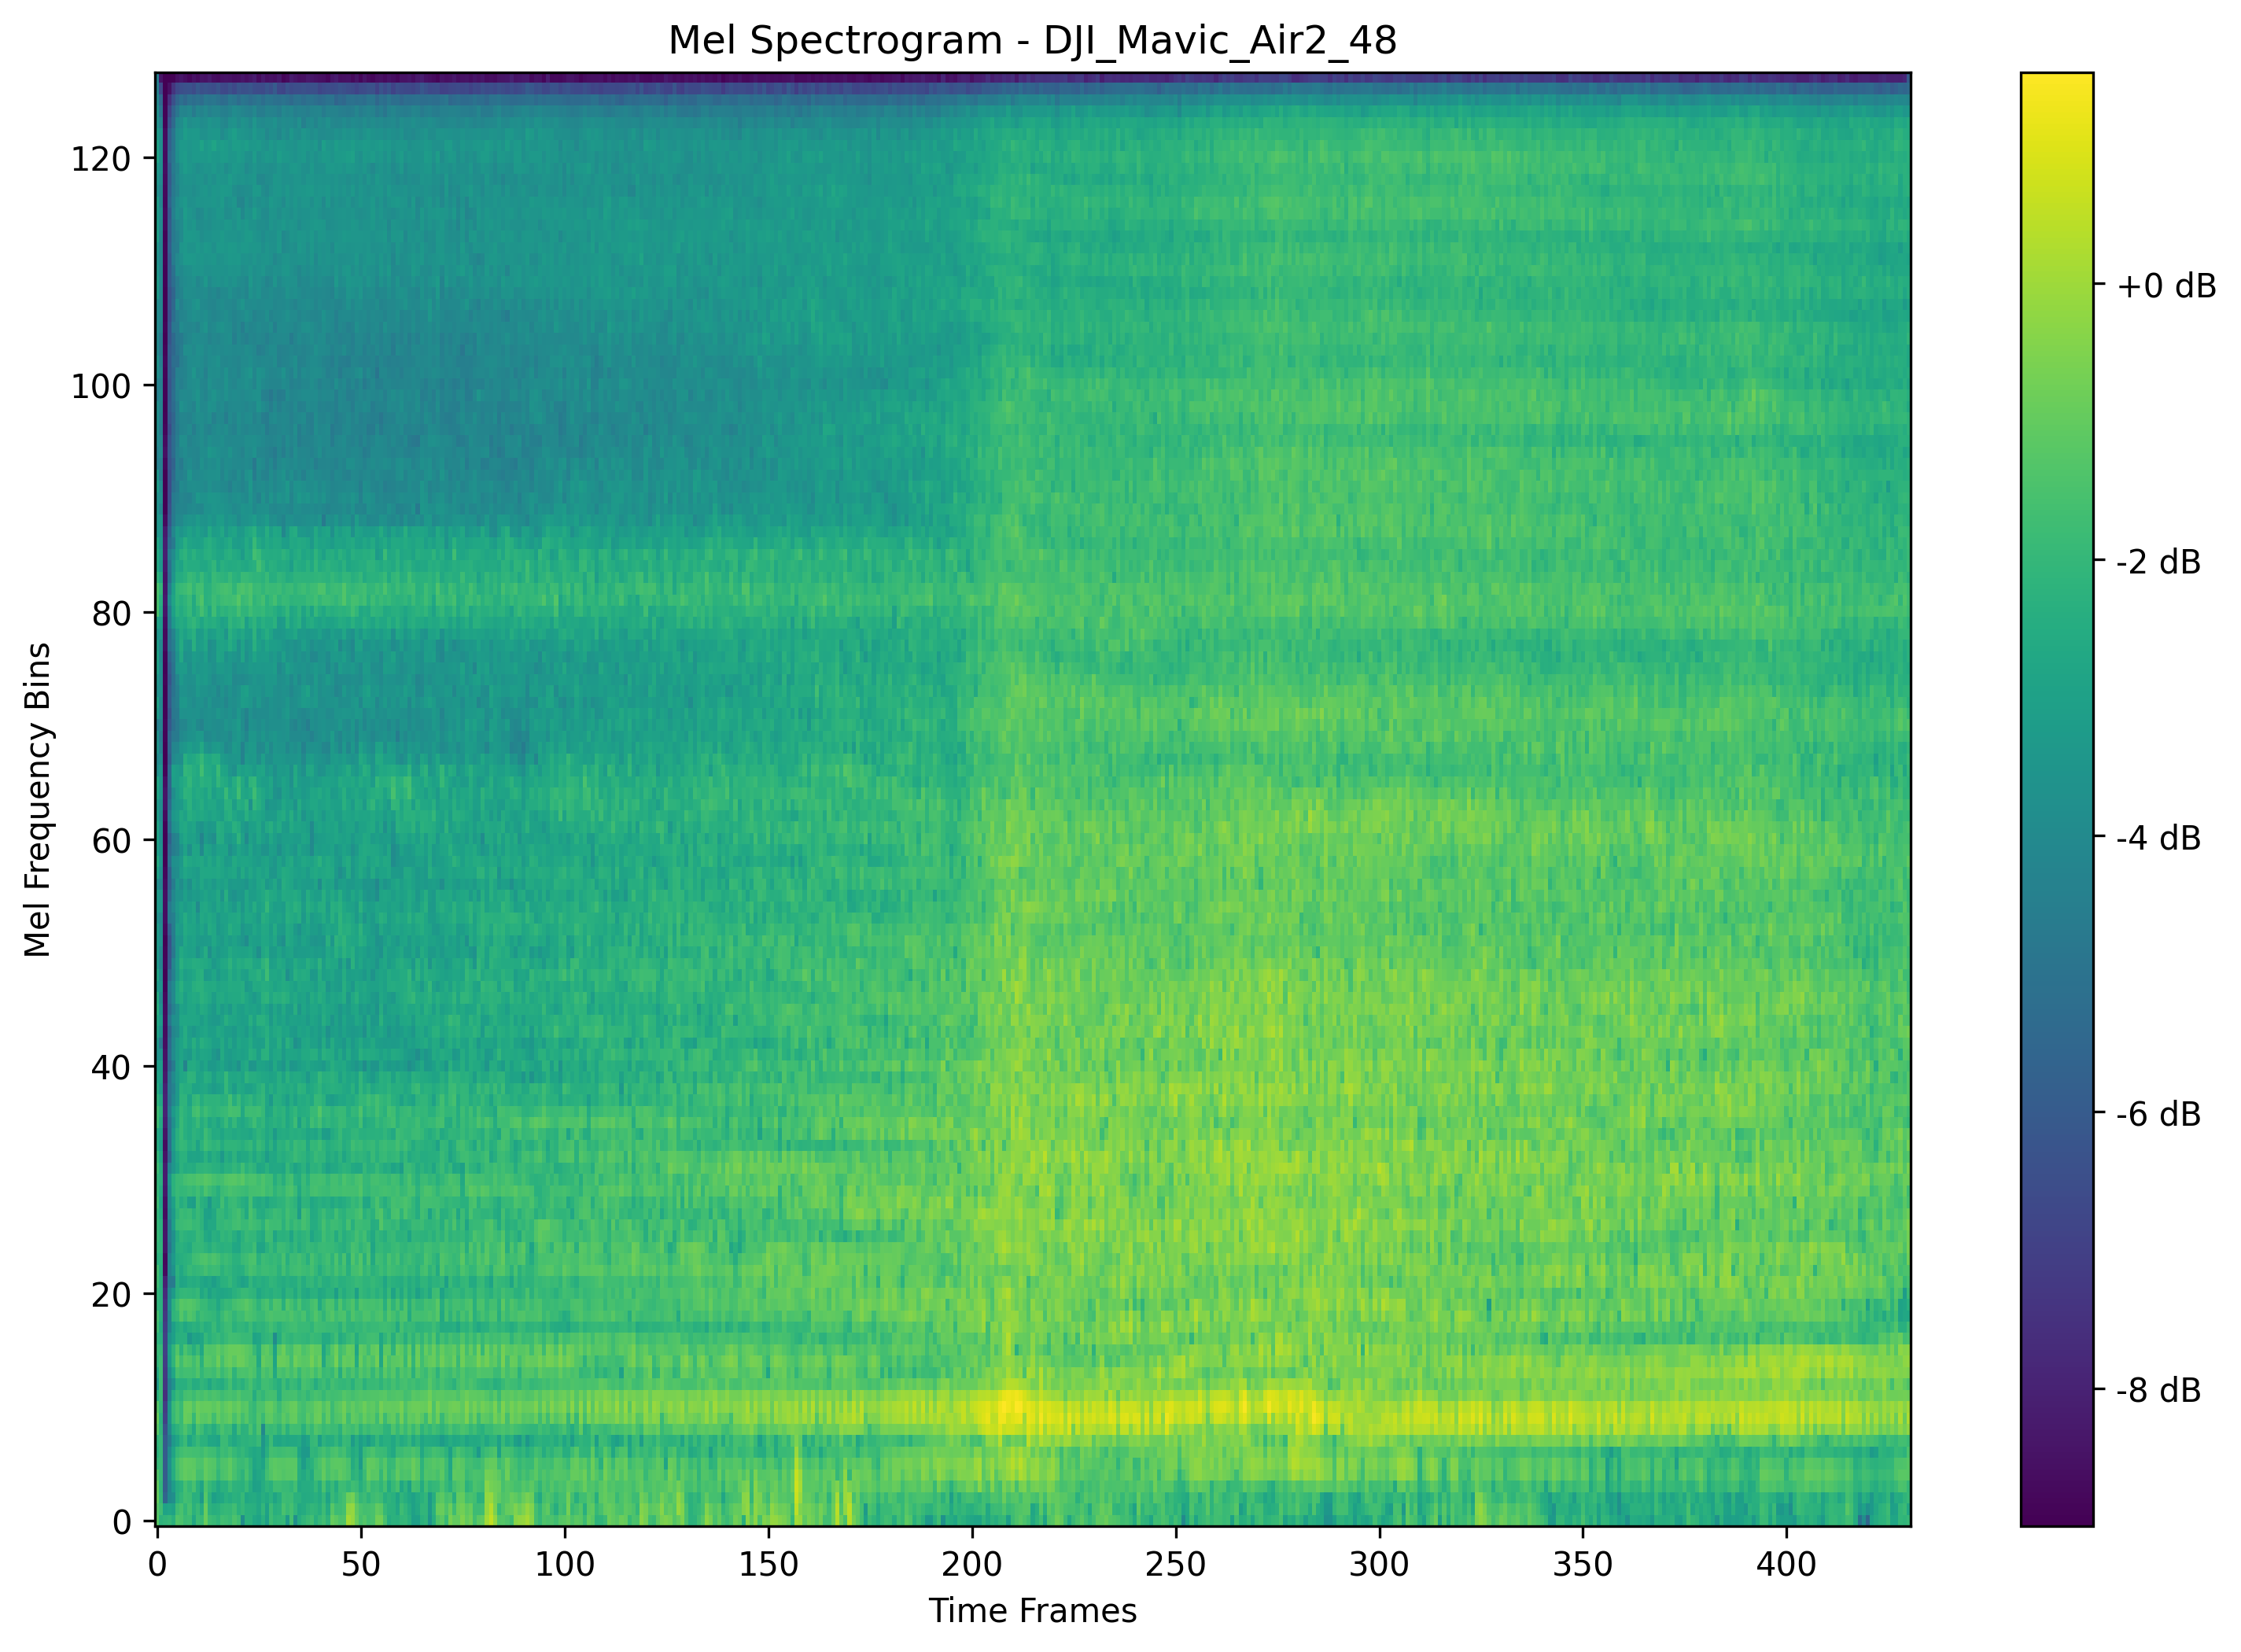 Mel Spectrogram - DJI_Mavic_Air2_48
Mel Frequency Bins
120
100
80
60
40
20
0
0 50 100 150 200 250 300 350 400
Time Frames
+0 dB
-2 dB
-4 dB
-6 dB
-8 dB